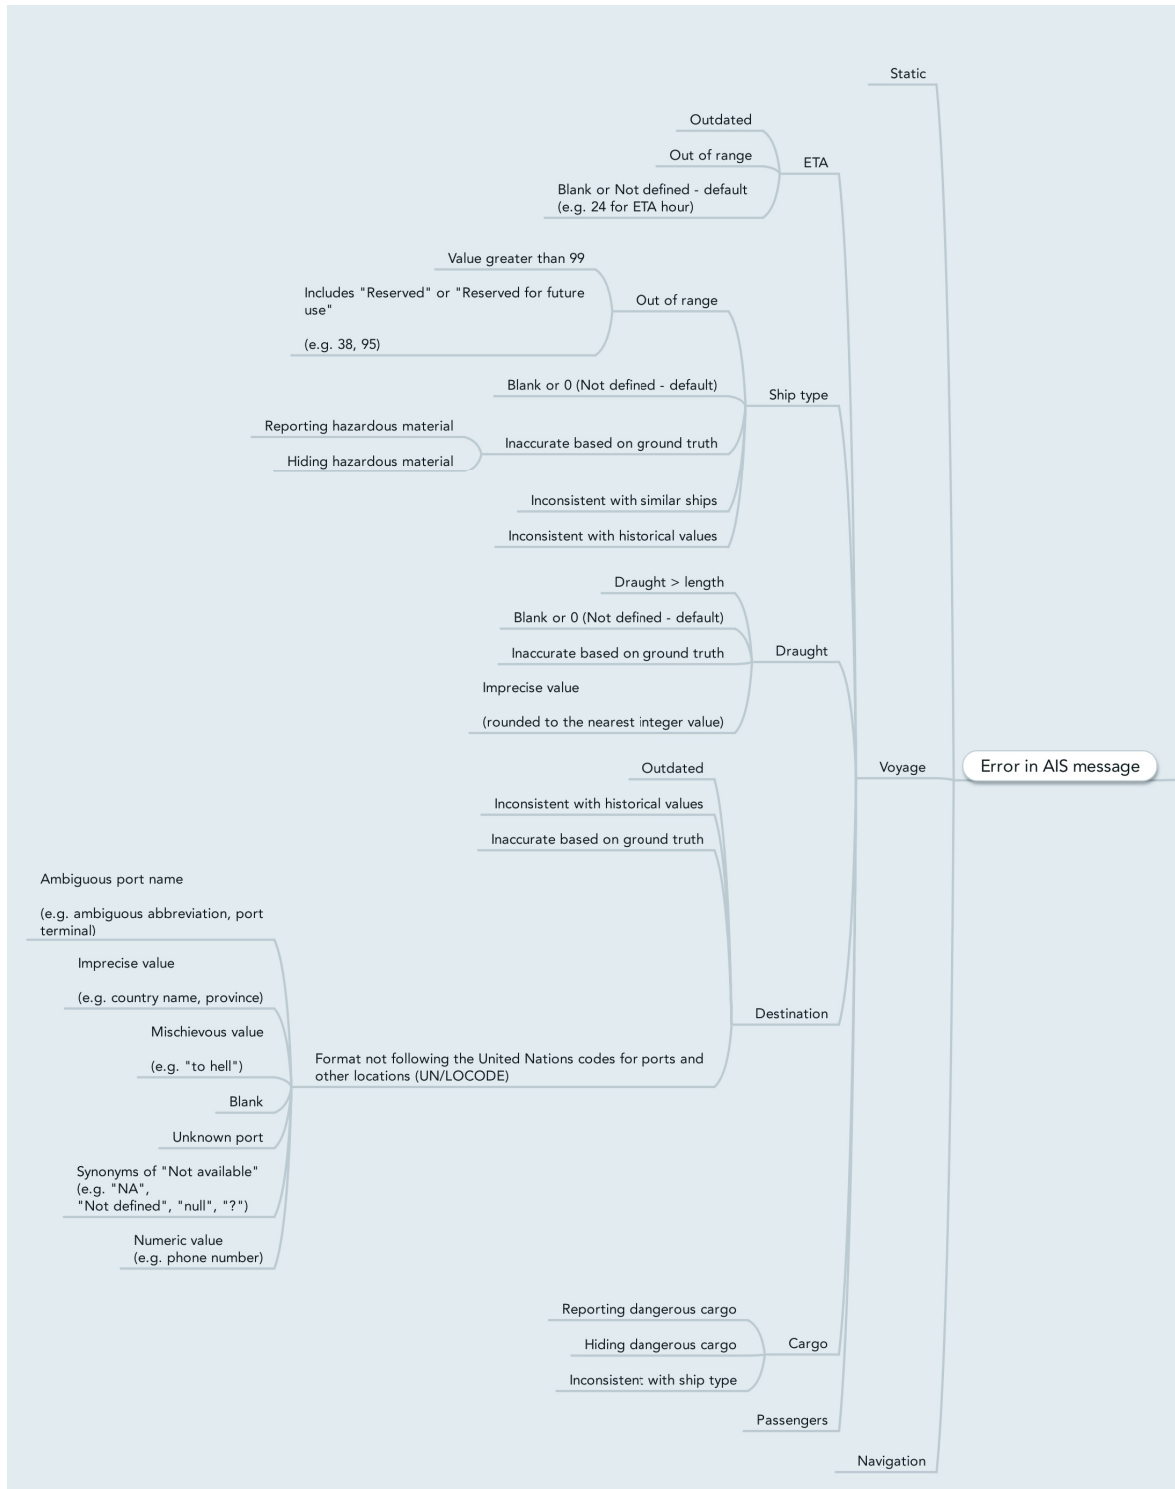 Static
Outdated
Out of range
ETA
Blank or Not defined - default
(e.g. 24 for ETA hour)
Value greater than 99
Includes "Reserved" or "Reserved for future
use"
(e.g. 38, 95)
Out of range
Blank or 0 (Not defined - default)
Ship type
Reporting hazardous material
Hiding hazardous material
Inaccurate based on ground truth
Inconsistent with similar ships
Inconsistent with historical values
Draught > length
Blank or 0 (Not defined - default)
Inaccurate based on ground truth
Draught
Imprecise value
(rounded to the nearest integer value)
Voyage
Error in AIS message
Outdated
Inconsistent with historical values
Inaccurate based on ground truth
Destination
Ambiguous port name
(e.g. ambiguous abbreviation, port
terminal)
Imprecise value
(e.g. country name, province)
Mischievous value
(e.g. "to hell")
Format not following the United Nations codes for ports and
other locations (UN/LOCODE)
Blank
Unknown port
Synonyms of "Not available"
(e.g. "NA",
"Not defined", "null", "?")
Numeric value
(e.g. phone number)
Reporting dangerous cargo
Hiding dangerous cargo
Cargo
Inconsistent with ship type
Passengers
Navigation